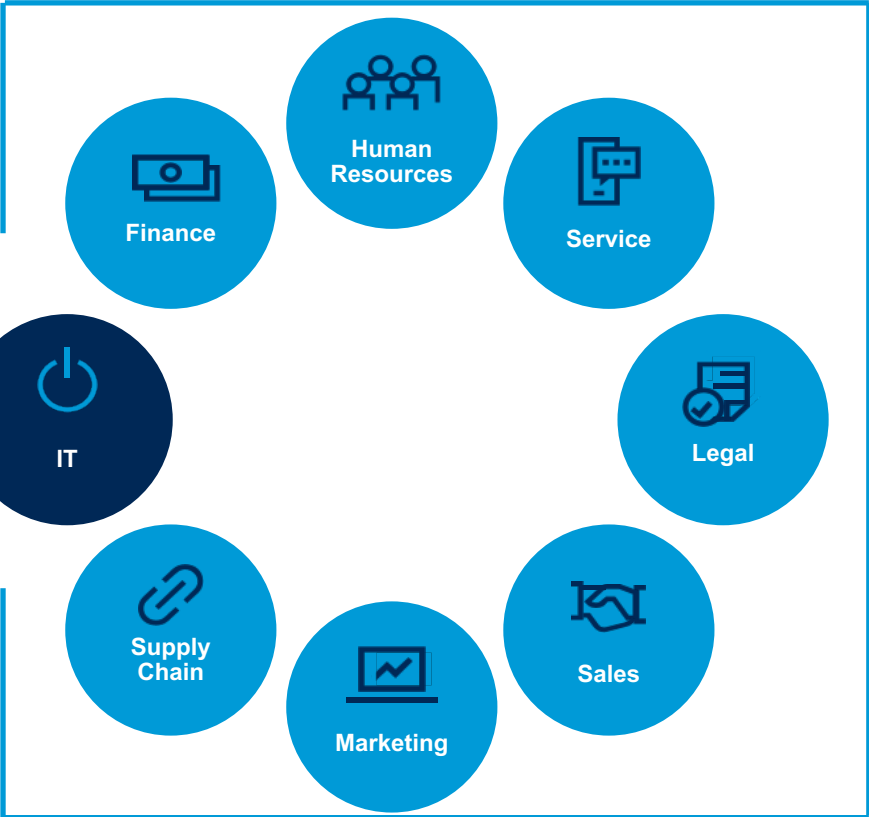 Human
Resources
Finance
Service
IT
Legal
Supply
Chain
Sales
Marketing